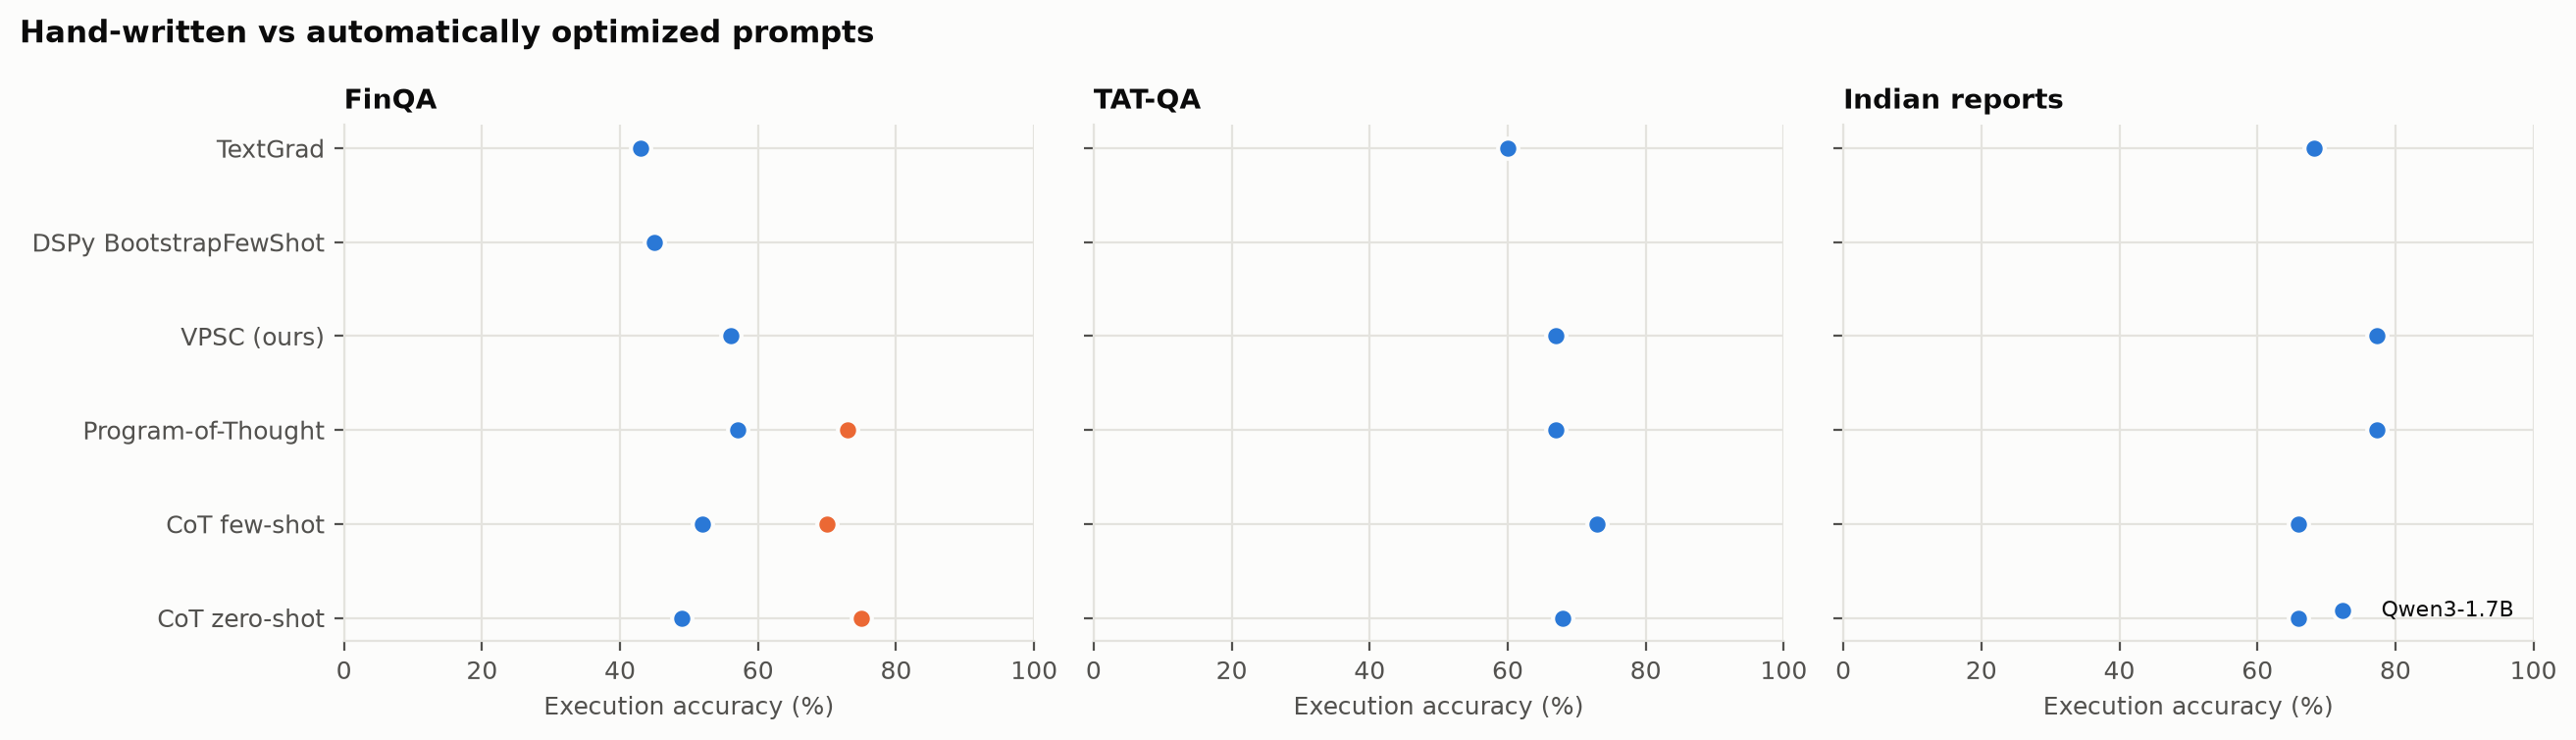 Hand-written vs automatically optimized prompts
FinQA
TAT-QA
Indian reports
TextGrad
DSPy BootstrapFewShot
VPSC (ours)
Program-of-Thought
CoT few-shot
CoT zero-shot
Qwen3-1.7B
0 20 40 60 80 100
0 20 40 60 80 100
0 20 40 60 80 100
Execution accuracy (%)
Execution accuracy (%)
Execution accuracy (%)